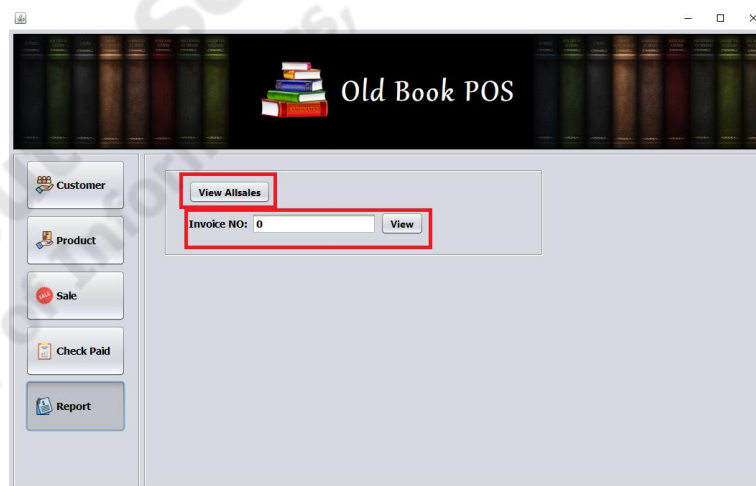 Old Book POS
Customer
View Allsales
Invoice NO: 0 View
Product
Sale
Check Paid
Report